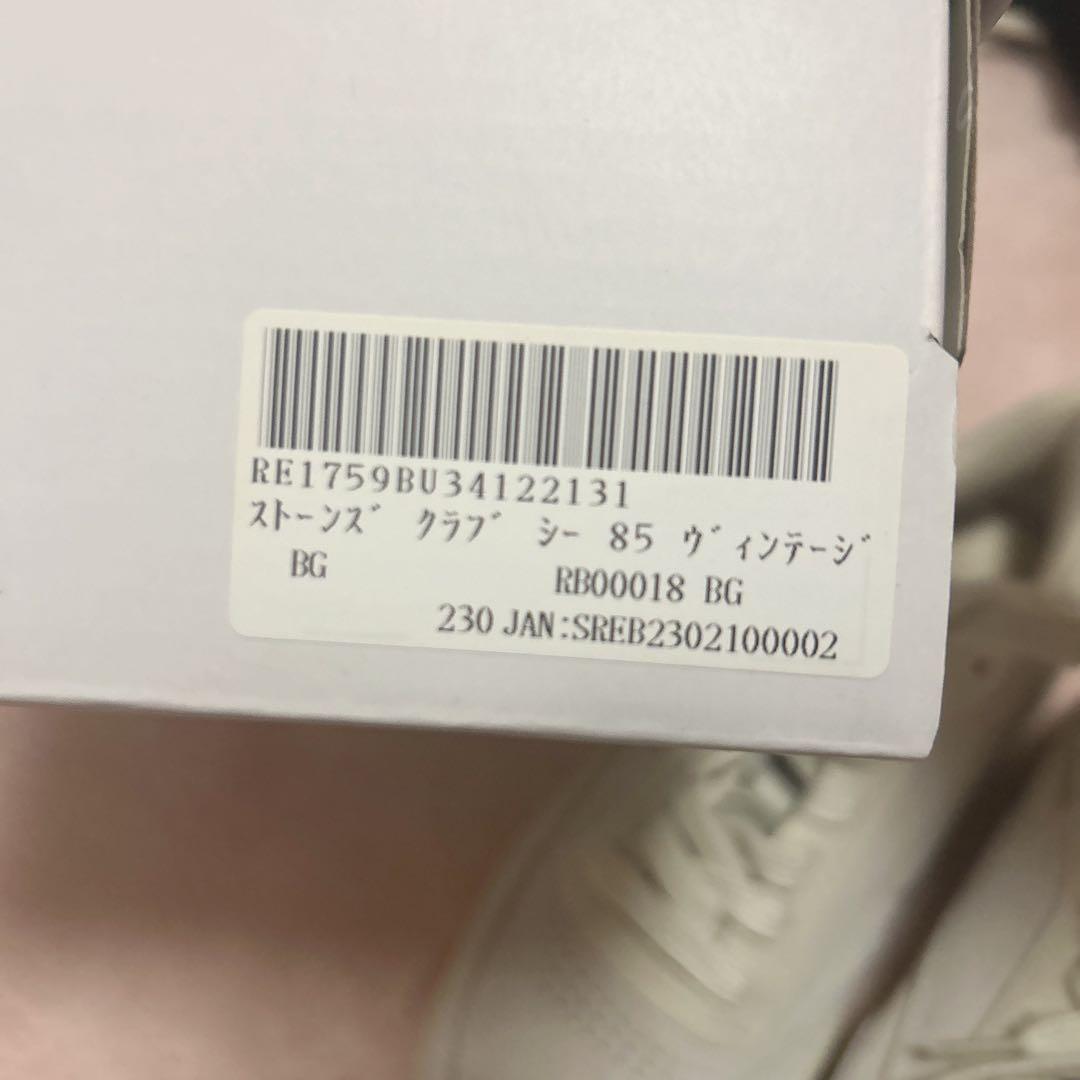 RE1759BU34122131
ｽﾄｰﾝｽﾞ ｸﾗﾌﾞ ｼｰ 85 ｳﾞｨﾝﾃｰｼﾞ
BG RB00018 BG
230 JAN:SREB2302100002